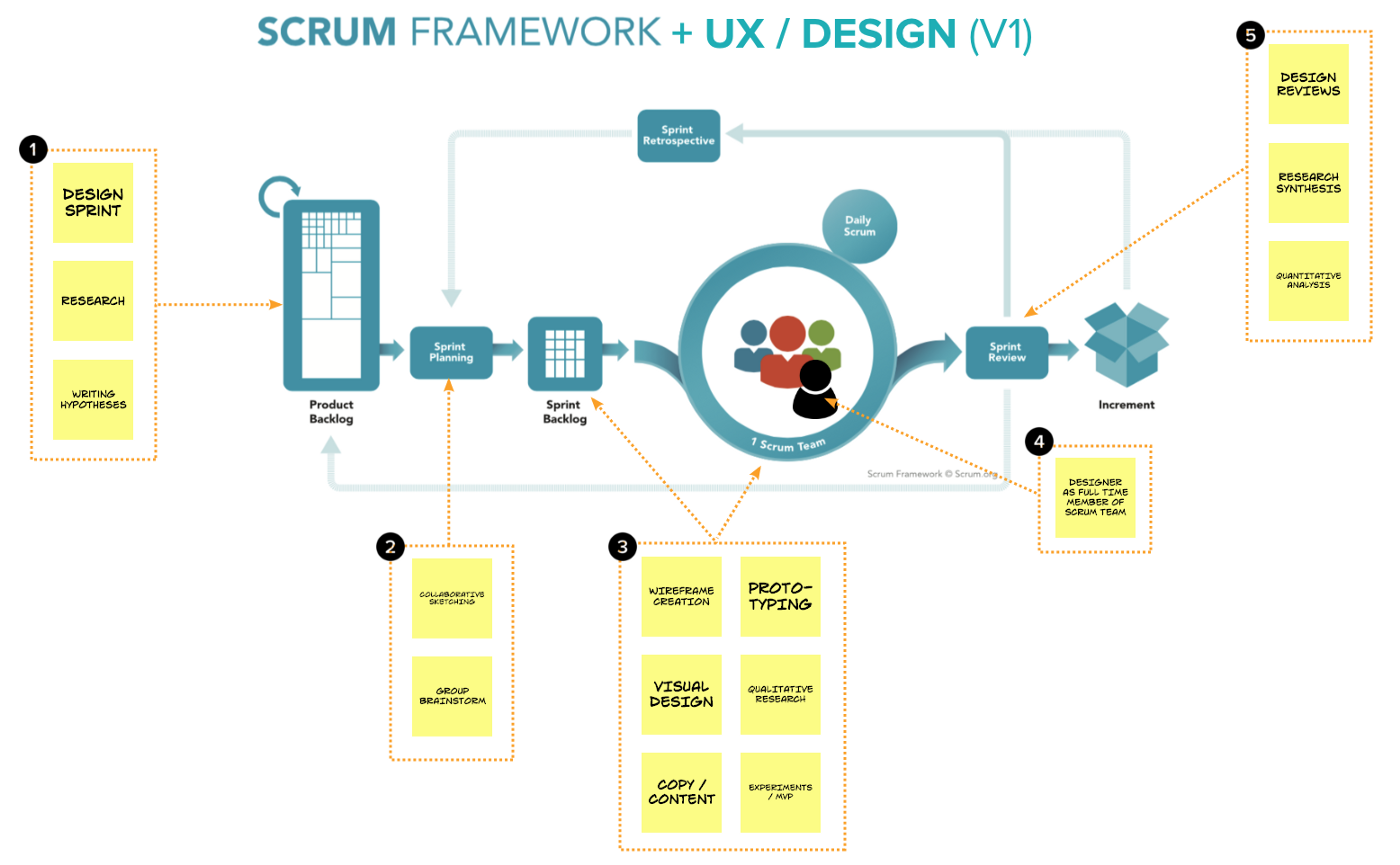 SCRUM FRAMEWORK + UX / DESIGN (V1)
1
DESIGN
SPRINT
RESEARCH
WRITING
HYPOTHESES
Sprint
Retrospective
Daily
Scrum
Product
Backlog
Sprint
Planning
Sprint
Backlog
1 Scrum Team
Sprint
Review
Increment
Scrum Framework © Scrum.org
2
COLLABORATIVE
SKETCHING
GROUP
BRAINSTORM
3
WIREFRAME
CREATION
PROTO-
TYPING
VISUAL
DESIGN
QUALITATIVE
RESEARCH
COPY /
CONTENT
EXPERIMENTS
/ MVP
4
DESIGNER
AS FULL TIME
MEMBER OF
SCRUM TEAM
5
DESIGN
REVIEWS
RESEARCH
SYNTHESIS
QUANTITATIVE
ANALYSIS